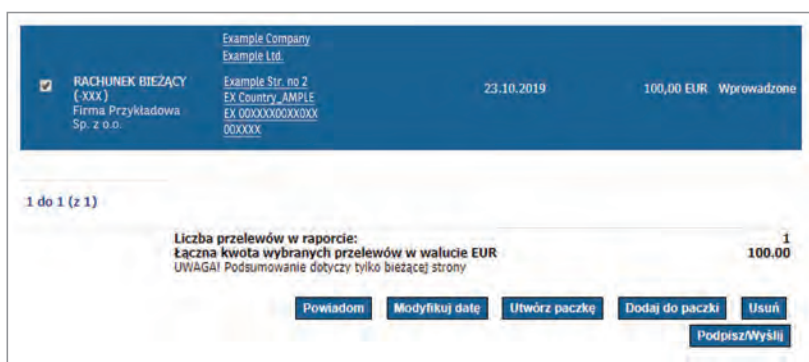 Example Company
Example Ltd.
RACHUNEK BIEŻĄCY
(-XXX )
Firma Przykładowa
Sp. z o.o.
Example Str. no 2
EX Country_AMPLE
EX 00XXXX00XX0XX
00XXXX
23.10.2019
100,00 EUR Wprowadzone
1 do 1 (z 1)
Liczba przelewów w raporcie: 1
Łączna kwota wybranych przelewów w walucie EUR 100.00
UWAGA! Podsumowanie dotyczy tylko bieżącej strony
Powiadom Modyfikuj datę Utwórz paczkę Dodaj do paczki Usuń
Podpisz/Wyślij